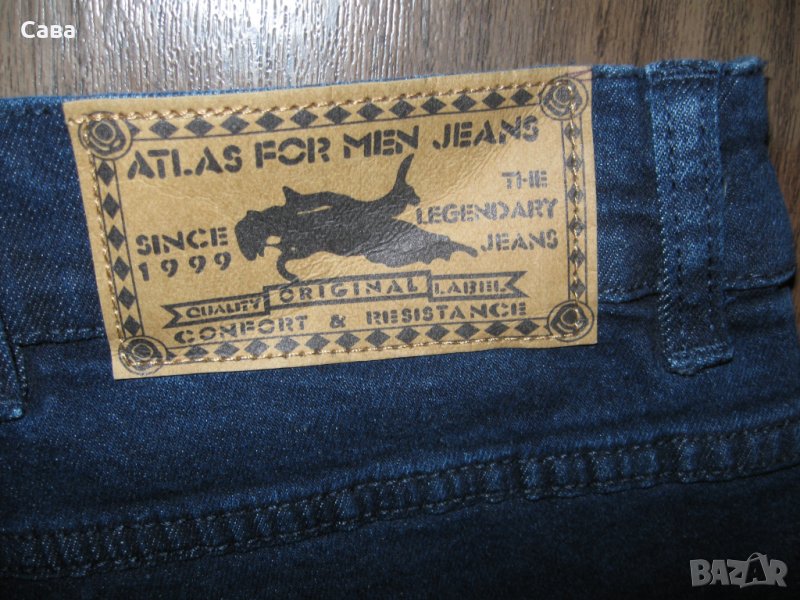 Сава
ATLAS FOR MEN JEANS
THE
LEGENDARY
JEANS
SINCE
1999
QUALITY ORIGINAL LABEL
CONFORT & RESISTANCE
BAZAR